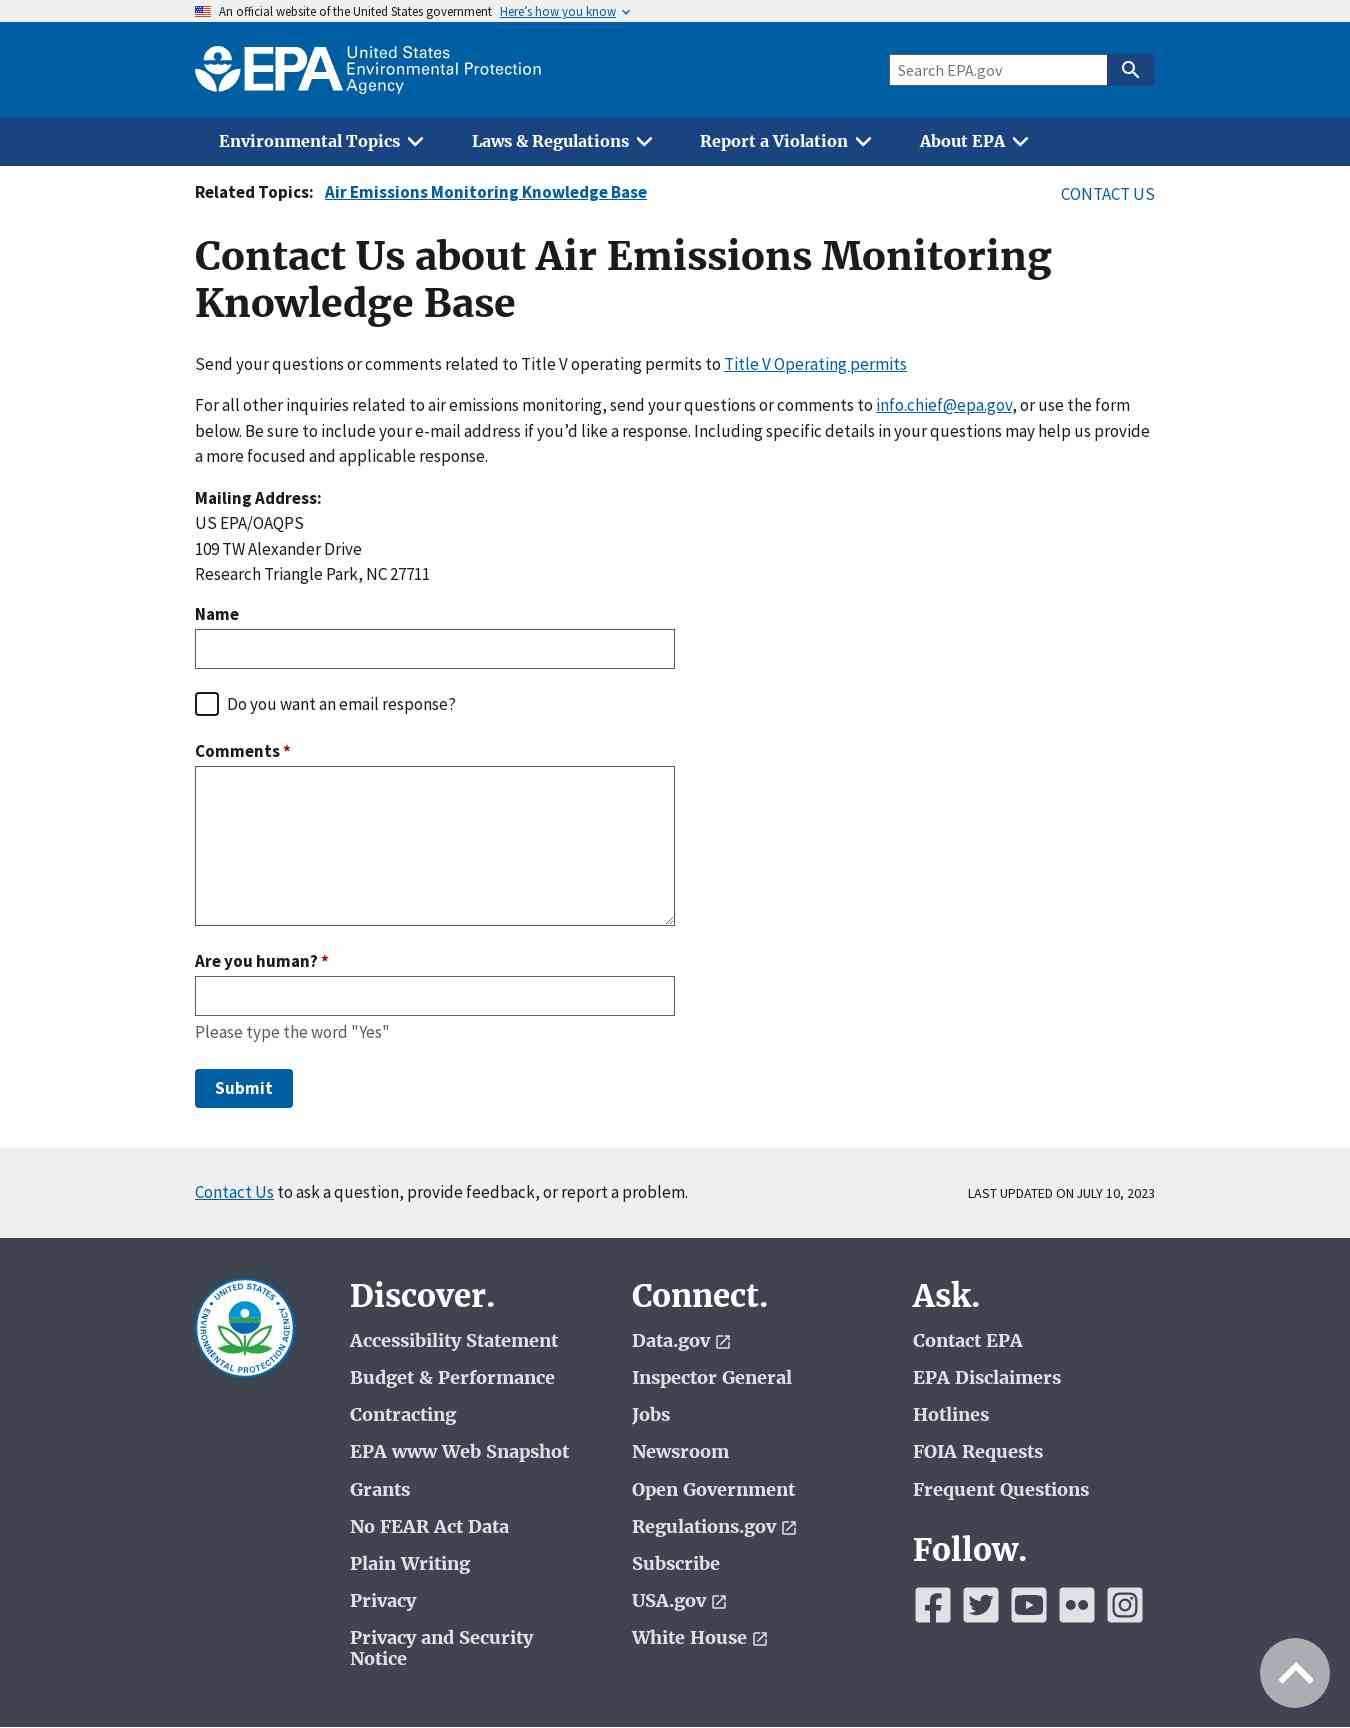 An official website of the United States government Here’s how you know
EPA United States
Environmental Protection
Agency
Search EPA.gov
Environmental Topics
Laws & Regulations
Report a Violation
About EPA
Related Topics: Air Emissions Monitoring Knowledge Base
CONTACT US
Contact Us about Air Emissions Monitoring
Knowledge Base
Send your questions or comments related to Title V operating permits to Title V Operating permits
For all other inquiries related to air emissions monitoring, send your questions or comments to info.chief@epa.gov, or use the form
below. Be sure to include your e-mail address if you’d like a response. Including specific details in your questions may help us provide
a more focused and applicable response.
Mailing Address:
US EPA/OAQPS
109 TW Alexander Drive
Research Triangle Park, NC 27711
Name
Do you want an email response?
Comments *
Are you human? *
Please type the word "Yes"
Submit
Contact Us to ask a question, provide feedback, or report a problem.
LAST UPDATED ON JULY 10, 2023
UNITED STATES
ENVIRONMENTAL PROTECTION AGENCY
Discover.
Accessibility Statement
Budget & Performance
Contracting
EPA www Web Snapshot
Grants
No FEAR Act Data
Plain Writing
Privacy
Privacy and Security
Notice
Connect.
Data.gov
Inspector General
Jobs
Newsroom
Open Government
Regulations.gov
Subscribe
USA.gov
White House
Ask.
Contact EPA
EPA Disclaimers
Hotlines
FOIA Requests
Frequent Questions
Follow.